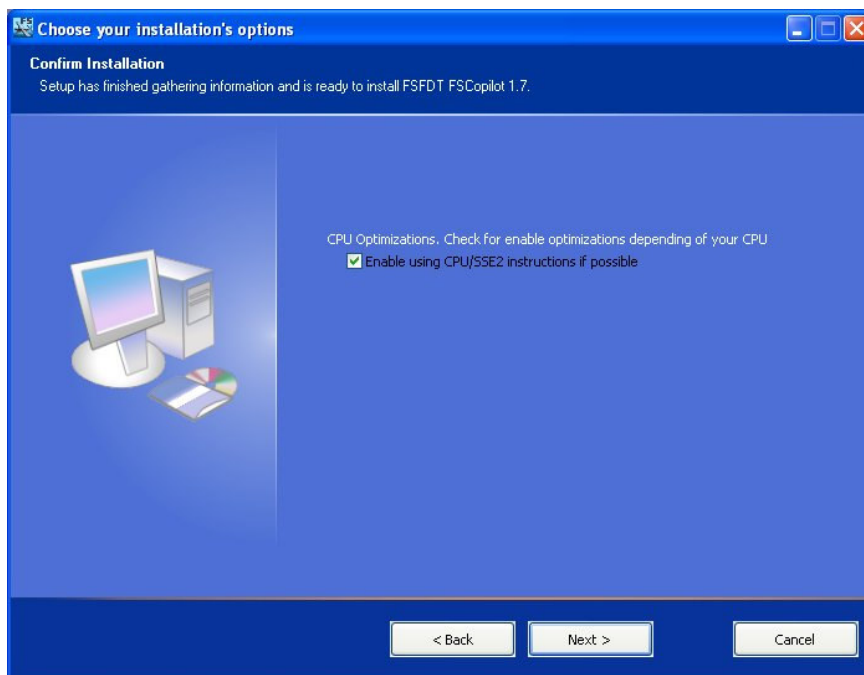 Choose your installation's options
Confirm Installation
Setup has finished gathering information and is ready to install FSFDT FSCopilot 1.7.
CPU Optimizations. Check for enable optimizations depending of your CPU
Enable using CPU/SSE2 instructions if possible
< Back
Next >
Cancel